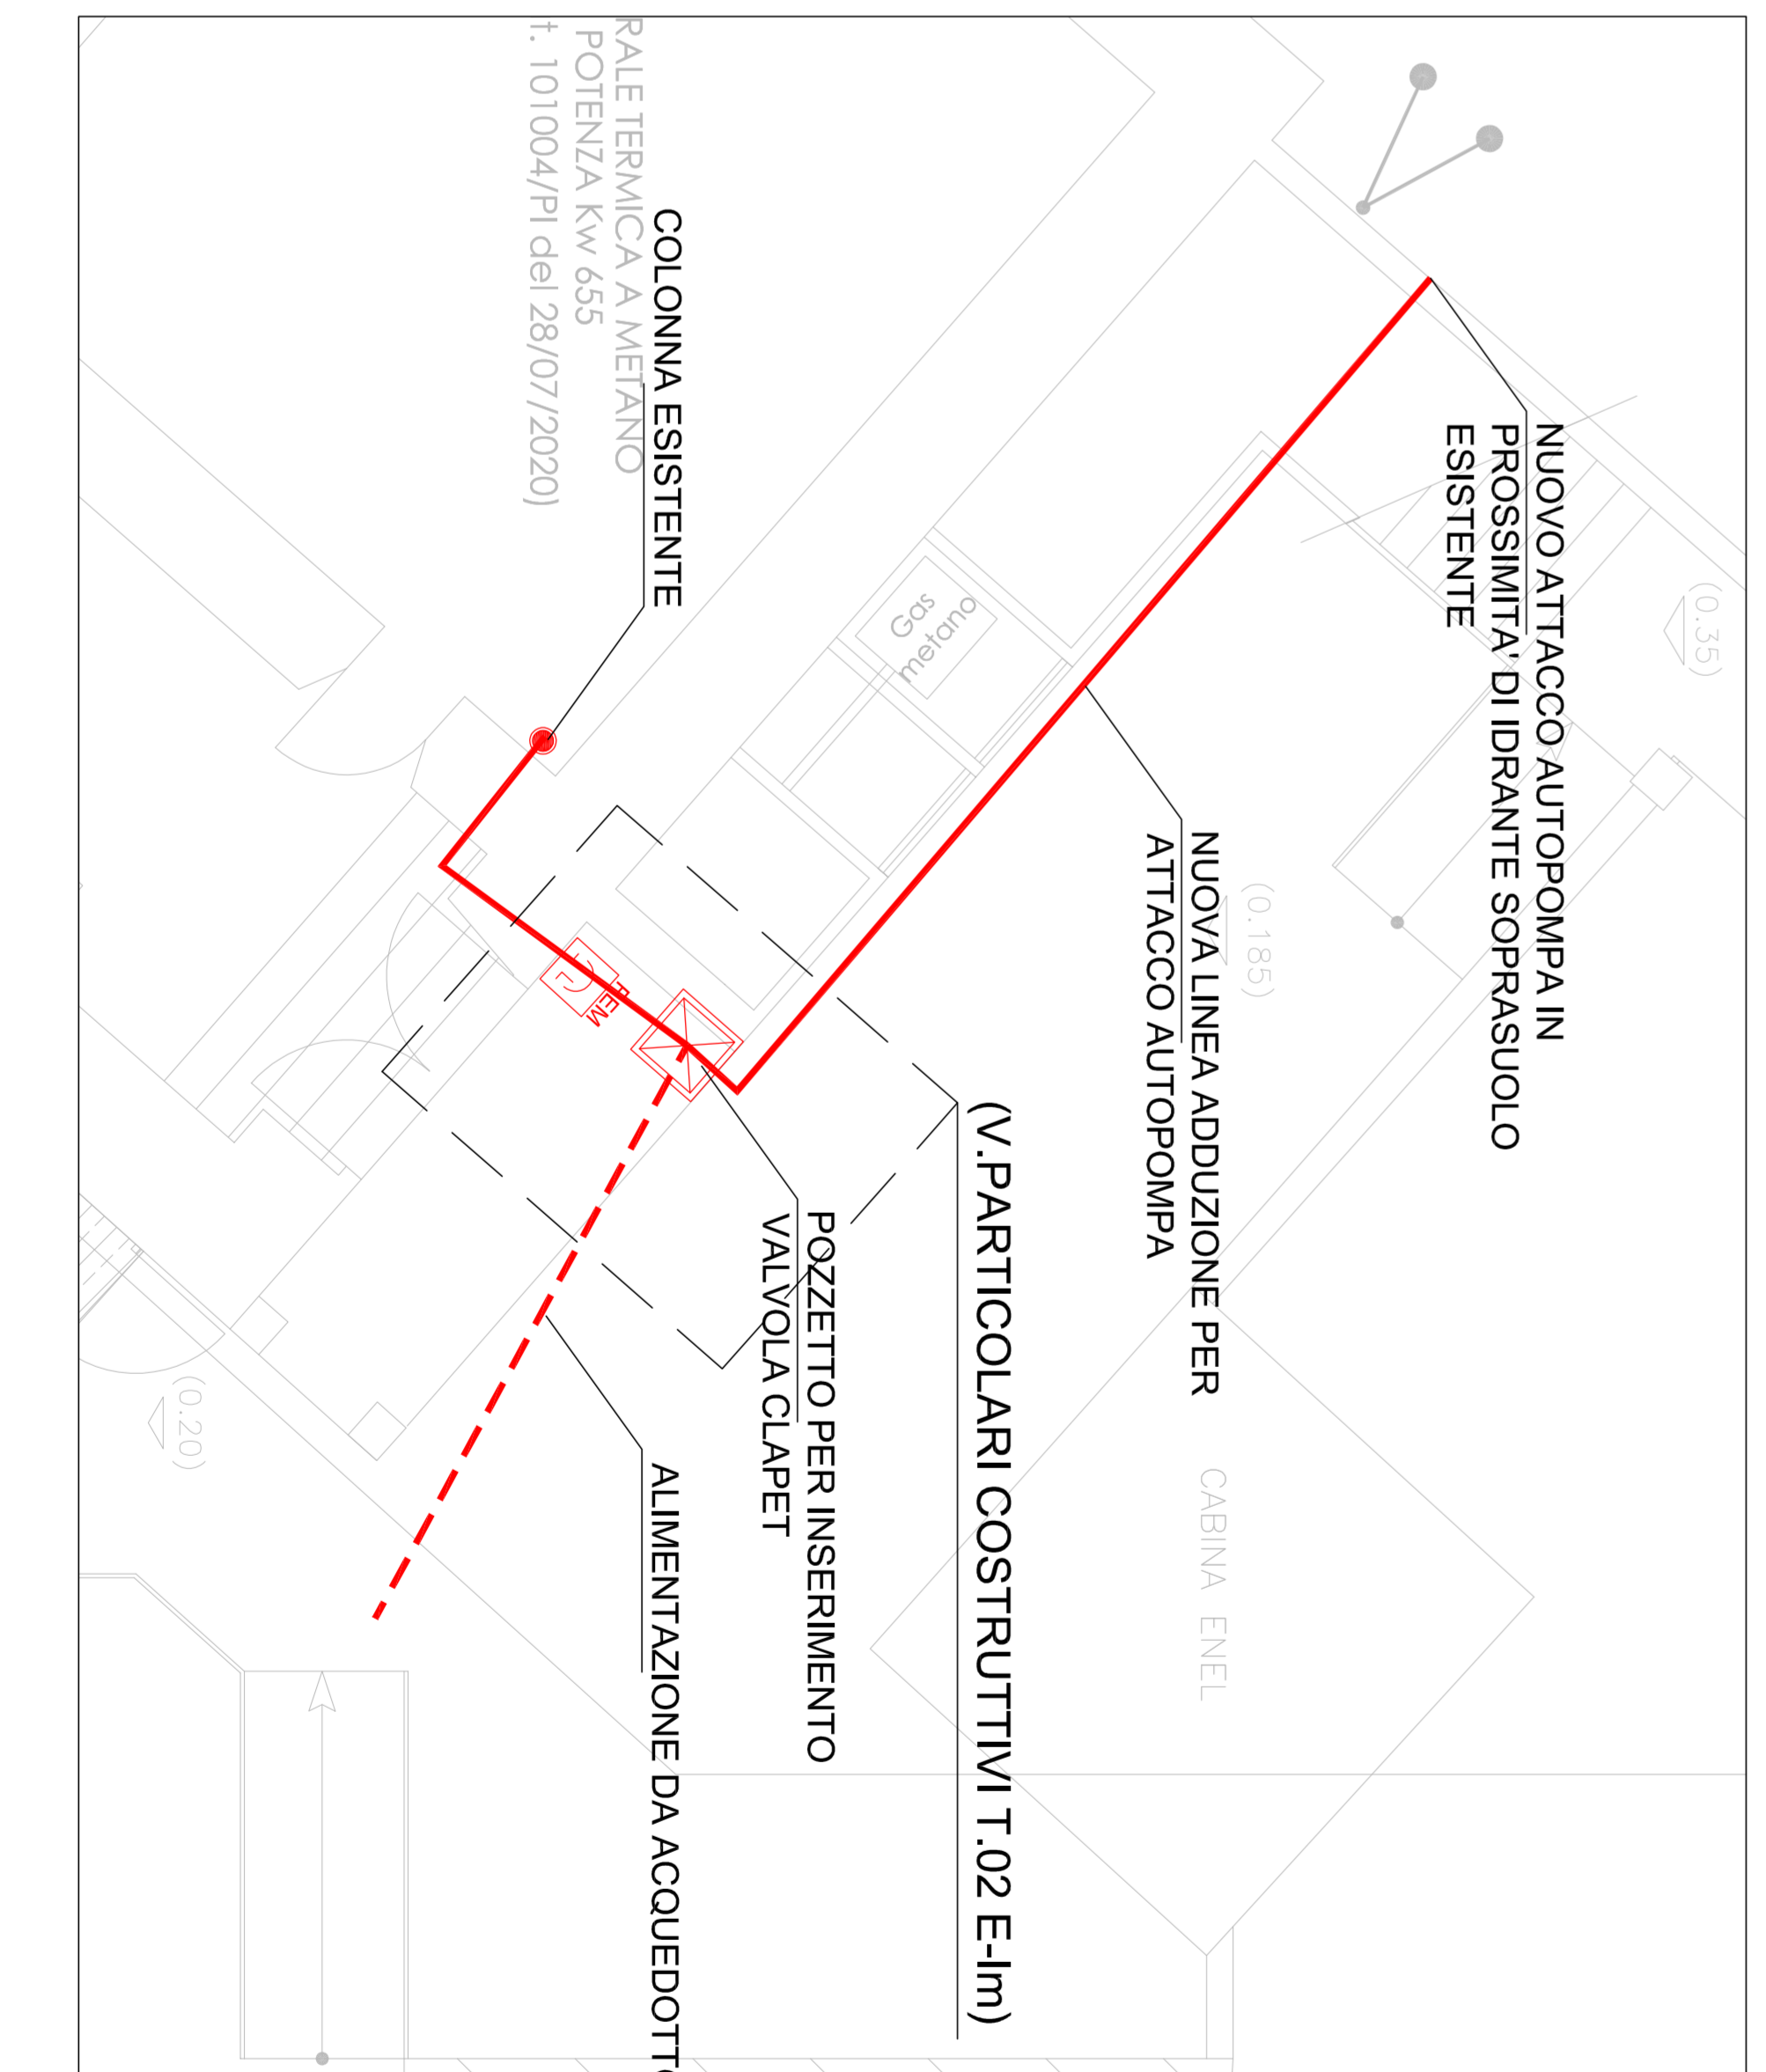 NUOVO ATTACCO AUTOPOMPA IN
PROSSIMITA' DI IDRANTE SOPRASUOLO
ESISTENTE
(0.35)
NUOVA LINEA ADDUZIONE PER
ATTACCO AUTOPOMPA
(0.185)
CABINA ENEL
(V.PARTICOLARI COSTRUTTIVI T.02 E-Im)
Gas
metano
POZZETTO PER INSERIMENTO
VALVOLA CLAPET
COLONNA ESISTENTE
RALE TERMICA A METANO
POTENZA Kw 655
t. 101004/PI del 28/07/2020)
ALIMENTAZIONE DA ACQUEDOTTO
(0.20)